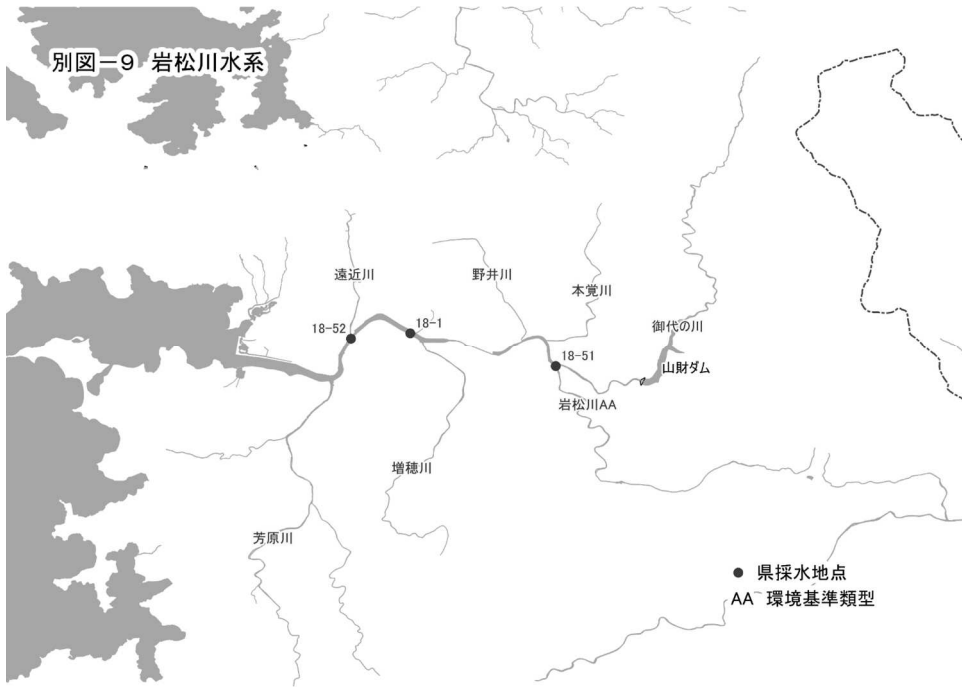 別図－9 岩松川水系
遠近川
野井川
本覚川
18-52
18-1
御代の川
18-51
山財ダム
岩松川AA
増穂川
芳原川
● 県採水地点
AA 環境基準類型